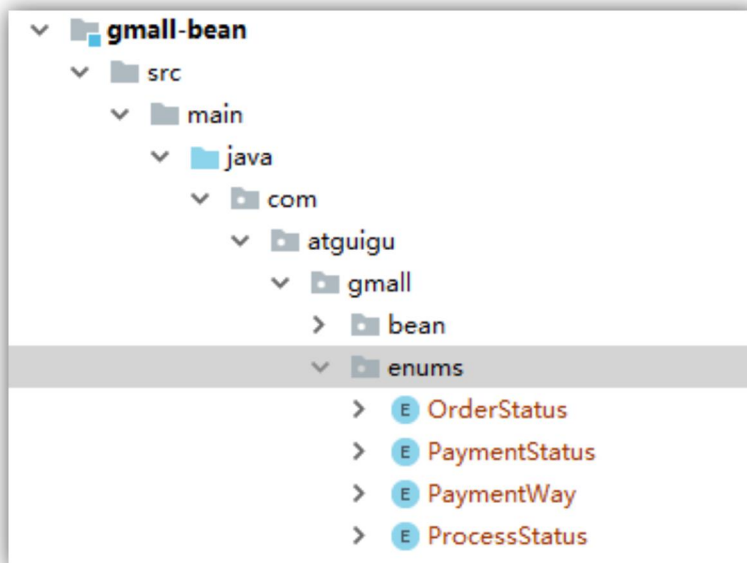 gmall-bean
src
main
java
com
atguigu
gmall
bean
enums
E OrderStatus
E PaymentStatus
E PaymentWay
E ProcessStatus